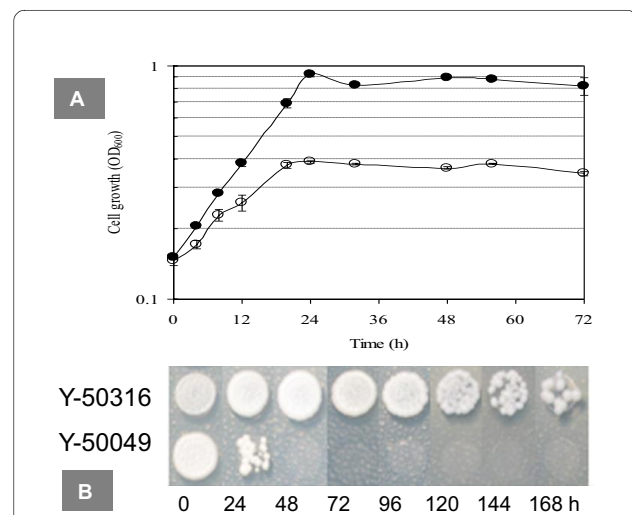 A
1
0.1
Cell growth (OD600)
0 12 24 36 48 60 72
Time (h)
Y-50316
Y-50049
B
0 24 48 72 96 120 144 168 h